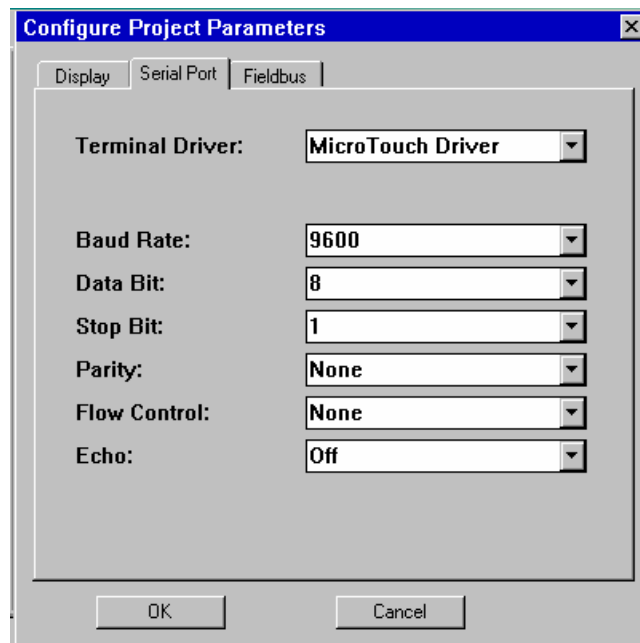 Configure Project Parameters
Display Serial Port Fieldbus
Terminal Driver: MicroTouch Driver
Baud Rate: 9600
Data Bit: 8
Stop Bit: 1
Parity: None
Flow Control: None
Echo: Off
OK Cancel